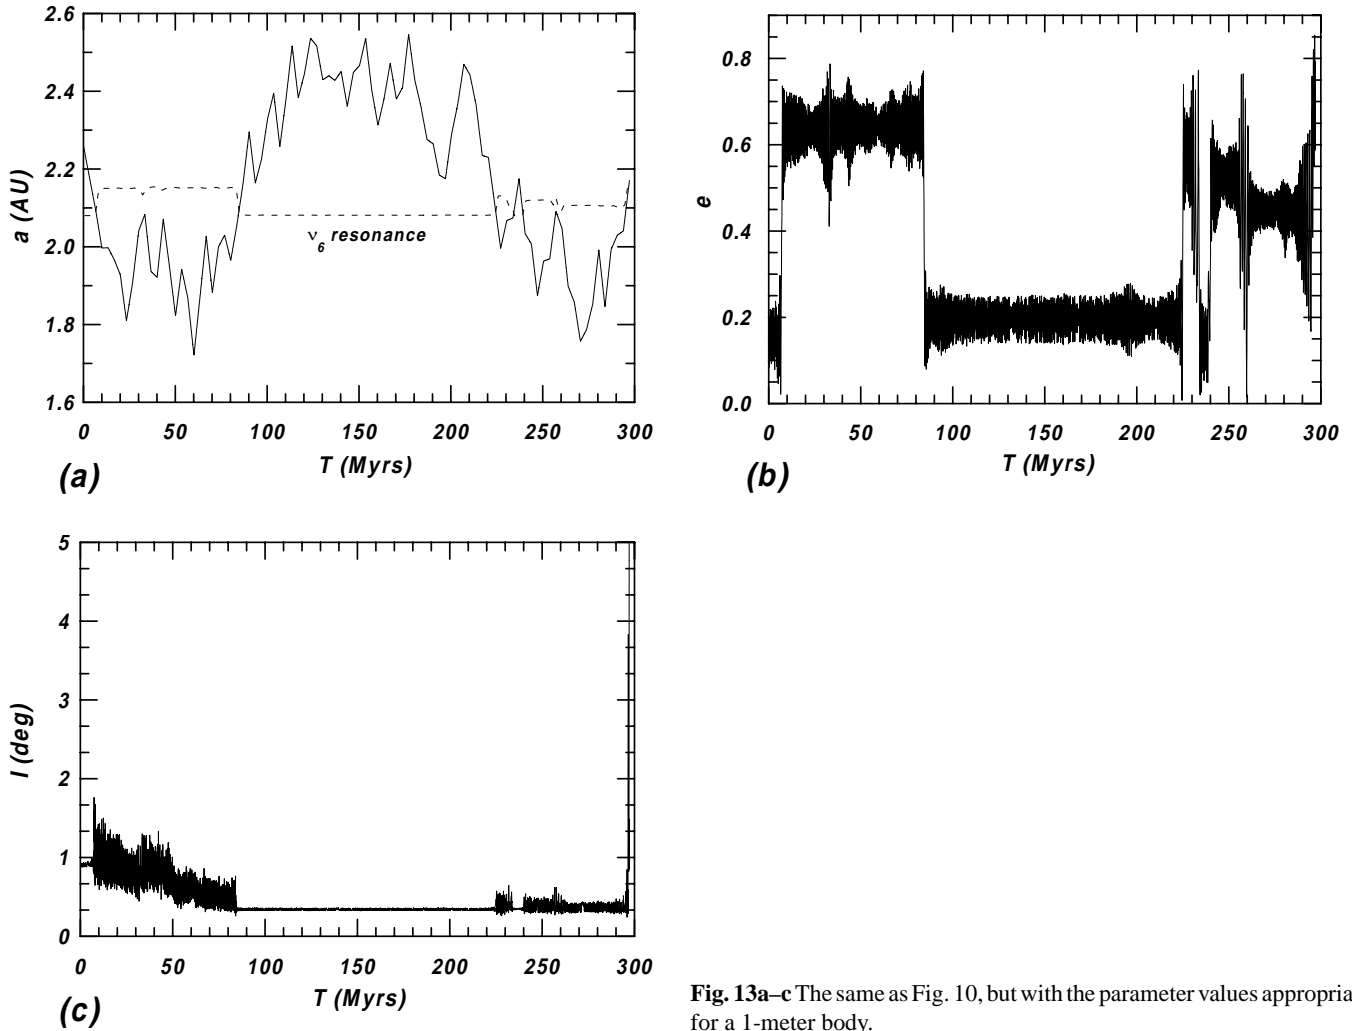 2.6
2.4
2.2
2.0
1.8
1.6
a (AU)
ν6 resonance
0 50 100 150 200 250 300
T (Myrs)
(a)
0.8
0.6
0.4
0.2
0.0
e
0 50 100 150 200 250 300
T (Myrs)
(b)
5
4
3
2
1
0
I (deg)
0 50 100 150 200 250 300
T (Myrs)
(c)
Fig. 13a–c The same as Fig. 10, but with the parameter values appropria
for a 1-meter body.